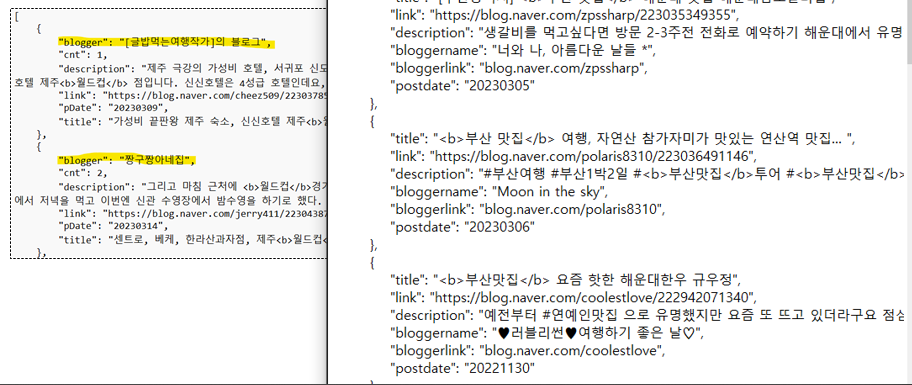 [
{
"blogger": "[글밥먹는여행작가]의 블로그",
"cnt": 1,
"description": "제주 극강의 가성비 호텔, 서귀포 신도
호텔 제주<b>월드컵</b> 점입니다. 신신호텔은 4성급 호텔인데요,
"link": "https://blog.naver.com/cheez509/22303785
"pDate": "20230309",
"title": "가성비 끝판왕 제주 숙소, 신신호텔 제주<b>월
},
{
"blogger": "짱구짱아네집",
"cnt": 2,
"description": "그리고 마침 근처에 <b>월드컵</b>경기
에서 저녁을 먹고 이번엔 신관 수영장에서 밤수영을 하기로 했다.
"link": "https://blog.naver.com/jerry411/22304387
"pDate": "20230314",
"title": "센트로, 베케, 한라산과자점, 제주<b>월드컵<
},
"link": "https://blog.naver.com/zpssharp/223035349355",
"description": "생갈비를 먹고싶다면 방문 2-3주전 전화로 예약하기 해운대에서 유명
"bloggername": "너와 나, 아름다운 날들 *",
"bloggerlink": "blog.naver.com/zpssharp",
"postdate": "20230305"
},
{
"title": "<b>부산 맛집</b> 여행, 자연산 참가자미가 맛있는 연산역 맛집... ",
"link": "https://blog.naver.com/polaris8310/223036491146",
"description": "#부산여행 #부산1박2일 #<b>부산맛집</b>투어 #<b>부산맛집</b>
"bloggername": "Moon in the sky",
"bloggerlink": "blog.naver.com/polaris8310",
"postdate": "20230306"
},
{
"title": "<b>부산맛집</b> 요즘 핫한 해운대한우 규우정",
"link": "https://blog.naver.com/coolestlove/222942071340",
"description": "예전부터 #연예인맛집 으로 유명했지만 요즘 또 뜨고 있더라구요 점심
"bloggername": "♥러블리썬♥여행하기 좋은 날♡",
"bloggerlink": "blog.naver.com/coolestlove",
"postdate": "20221130"